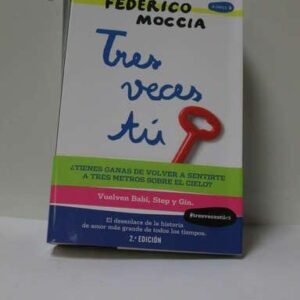 FEDERICO
MOCCIA
Tres
veces
tú
¿TIENES GANAS DE VOLVER A SENTIRTE
A TRES METROS SOBRE EL CIELO?
Vuelven Babi, Step y Gin.
#tresvecestú
El desenlace de la historia
de amor más grande de todos los tiempos.
2.ª EDICIÓN